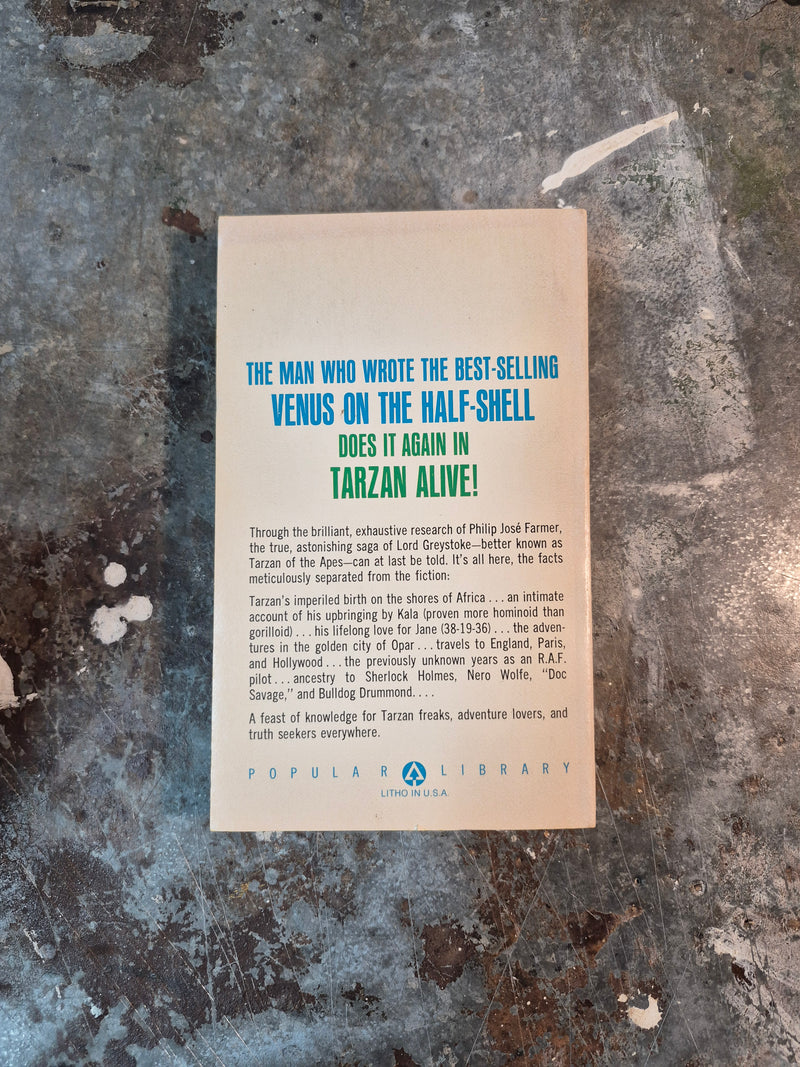 THE MAN WHO WROTE THE BEST-SELLING
VENUS ON THE HALF-SHELL
DOES IT AGAIN IN
TARZAN ALIVE!
Through the brilliant, exhaustive research of Philip José Farmer,
the true, astonishing saga of Lord Greystoke—better known as
Tarzan of the Apes—can at last be told. It's all here, the facts
meticulously separated from the fiction:
Tarzan's imperiled birth on the shores of Africa . . . an intimate
account of his upbringing by Kala (proven more hominoid than
gorilloid) . . . his lifelong love for Jane (38-19-36) . . . the adven-
tures in the golden city of Opar . . . travels to England, Paris,
and Hollywood . . . the previously unknown years as an R.A.F.
pilot . . . ancestry to Sherlock Holmes, Nero Wolfe, "Doc
Savage," and Bulldog Drummond. . . .
A feast of knowledge for Tarzan freaks, adventure lovers, and
truth seekers everywhere.
POPULAR LIBRARY
LITHO IN U.S.A.